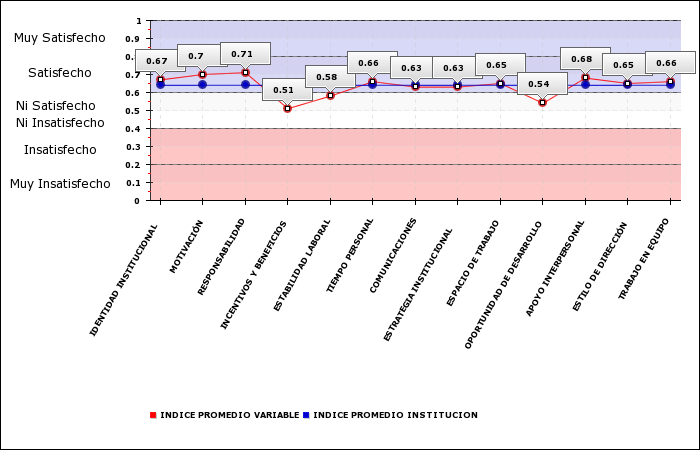 1
Muy Satisfecho
0.9
0.8
Satisfecho
0.7
0.6
Ni Satisfecho
0.5
Ni Insatisfecho
0.4
Insatisfecho
0.3
0.2
Muy Insatisfecho
0.1
0
0.67
0.7
0.71
0.51
0.58
0.66
0.63
0.63
0.65
0.54
0.68
0.65
0.66
IDENTIDAD INSTITUCIONAL
MOTIVACIÓN
RESPONSABILIDAD
INCENTIVOS Y BENEFICIOS
ESTABILIDAD LABORAL
TIEMPO PERSONAL
COMUNICACIONES
ESTRATEGIA INSTITUCIONAL
ESPACIO DE TRABAJO
OPORTUNIDAD DE DESARROLLO
APOYO INTERPERSONAL
ESTILO DE DIRECCIÓN
TRABAJO EN EQUIPO
INDICE PROMEDIO VARIABLE INDICE PROMEDIO INSTITUCION